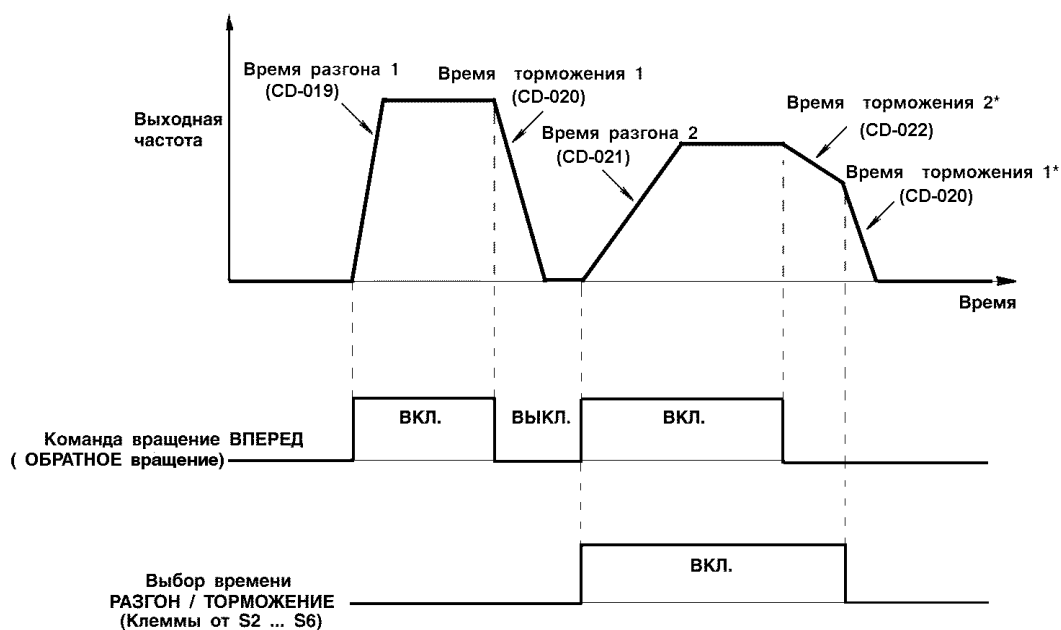 Время разгона 1
(CD-019)
Время торможения 1
(CD-020)
Выходная
частота
Время разгона 2
(CD-021)
Время торможения 2*
(CD-022)
Время торможения 1*
(CD-020)
Время
ВКЛ.
ВЫКЛ.
ВКЛ.
Команда вращение ВПЕРЕД
( ОБРАТНОЕ вращение)
ВКЛ.
Выбор времени
РАЗГОН / ТОРМОЖЕНИЕ
(Клеммы от S2 ... S6)